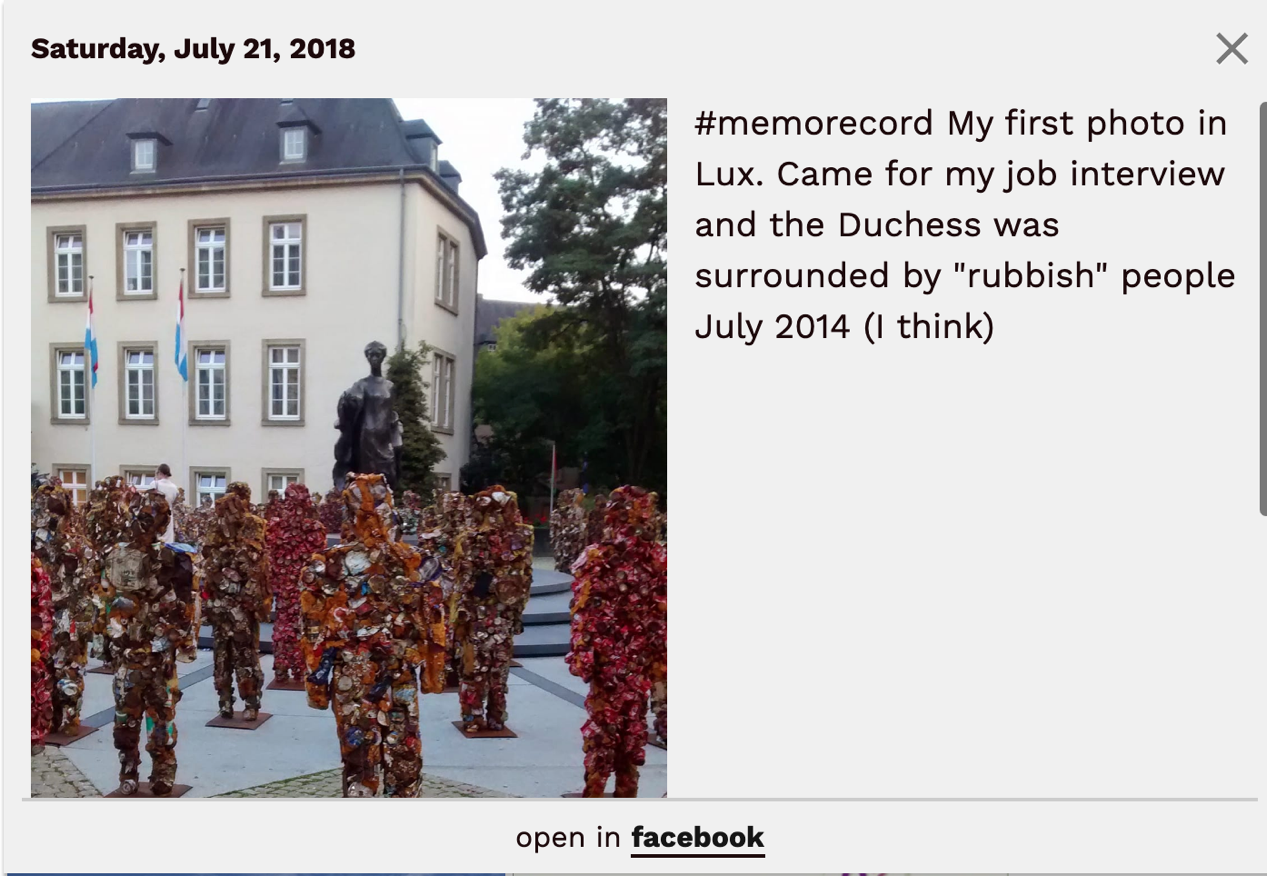 Saturday, July 21, 2018
#memorecord My first photo in
Lux. Came for my job interview
and the Duchess was
surrounded by "rubbish" people
July 2014 (I think)
open in facebook